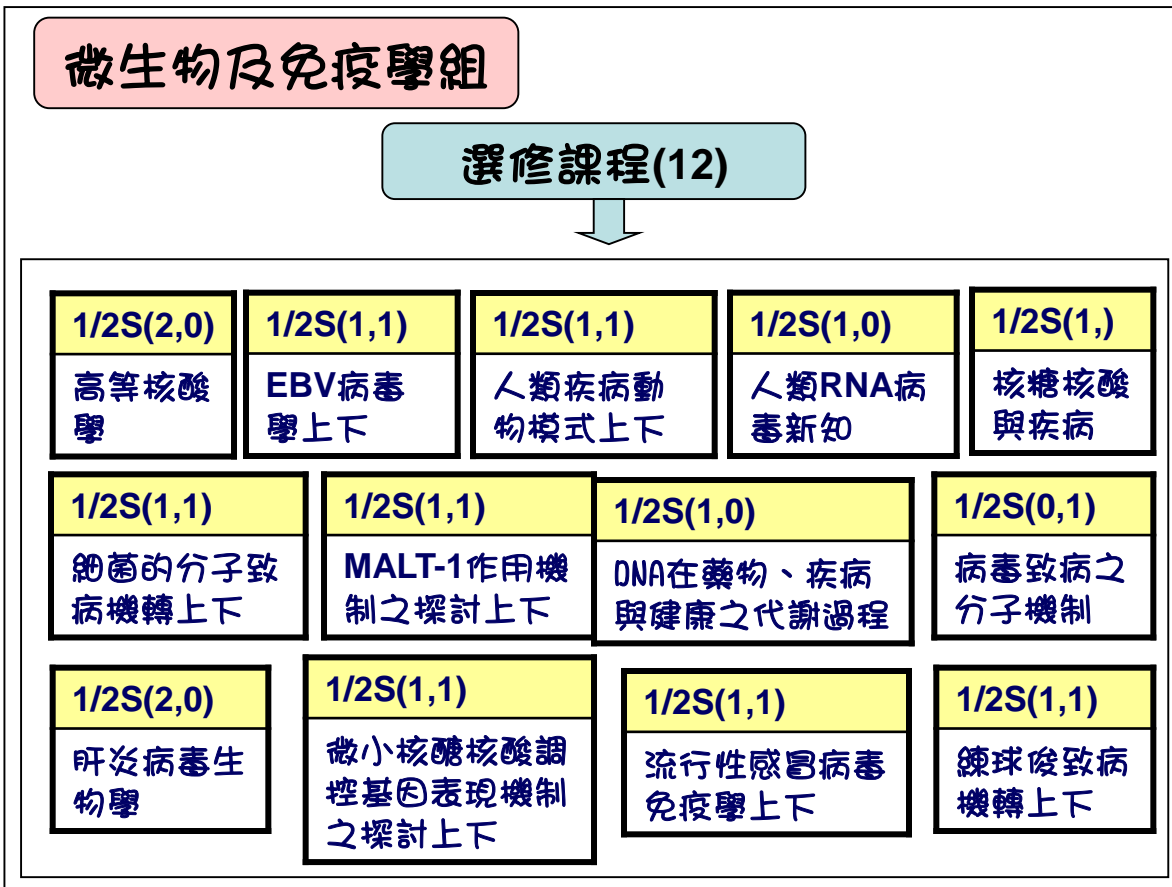 微生物及免疫學組
選修課程(12)
1/2S(2,0)
高等核酸
學
1/2S(1,1)
EBV病毒
學上下
1/2S(1,1)
人類疾病動
物模式上下
1/2S(1,0)
人類RNA病
毒新知
1/2S(1,)
核糖核酸
與疾病
1/2S(1,1)
細菌的分子致
病機轉上下
1/2S(1,1)
MALT-1作用機
制之探討上下
1/2S(1,0)
DNA在藥物、疾病
與健康之代謝過程
1/2S(0,1)
病毒致病之
分子機制
1/2S(2,0)
肝炎病毒生
物學
1/2S(1,1)
微小核醣核酸調
控基因表現機制
之探討上下
1/2S(1,1)
流行性感冒病毒
免疫學上下
1/2S(1,1)
鍊球俊致病
機轉上下